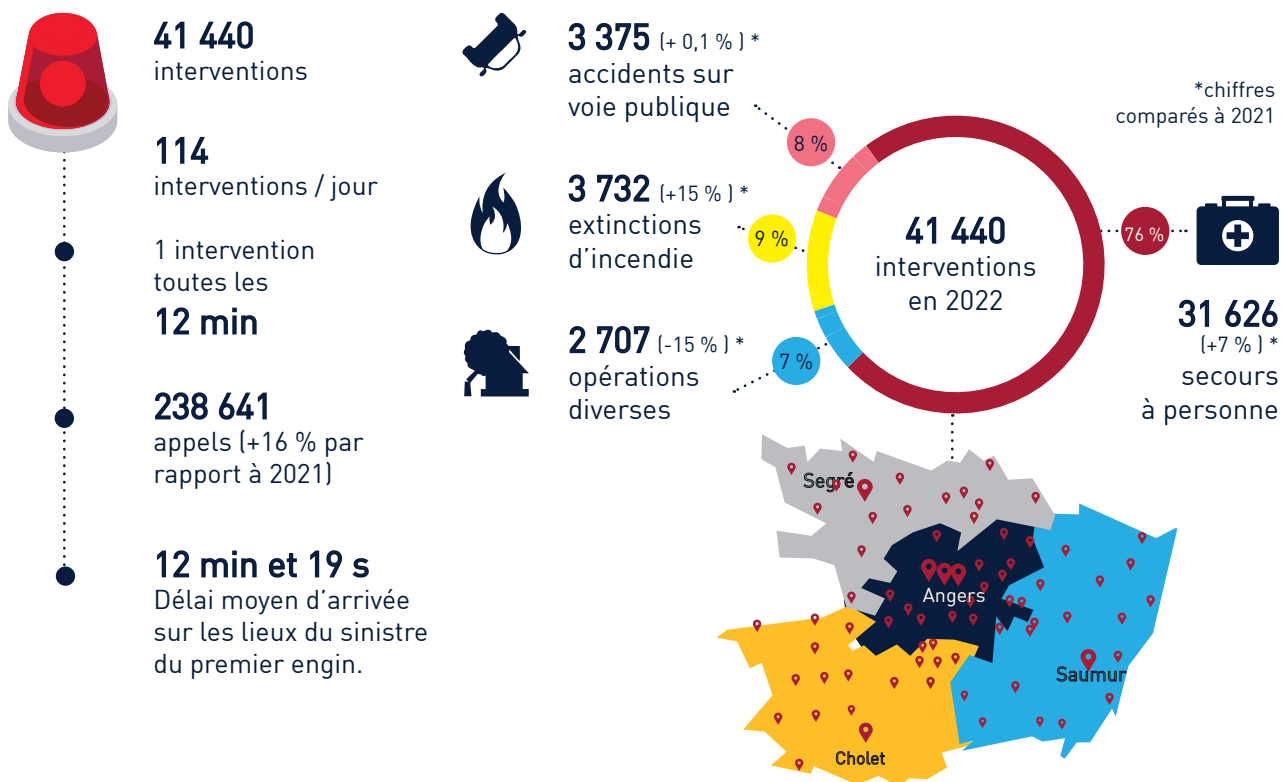 41 440
interventions
114
interventions / jour
1 intervention
toutes les
12 min
238 641
appels (+16 % par
rapport à 2021)
12 min et 19 s
Délai moyen d’arrivée
sur les lieux du sinistre
du premier engin.
3 375 (+ 0,1 % ) *
accidents sur
voie publique
8 %
3 732 (+15 % ) *
extinctions
d’incendie
9 %
2 707 (-15 % ) *
opérations
diverses
7 %
41 440
interventions
en 2022
*chiffres
comparés à 2021
76 %
31 626
(+7 % ) *
secours
à personne
Segré
Angers
Saumur
Cholet